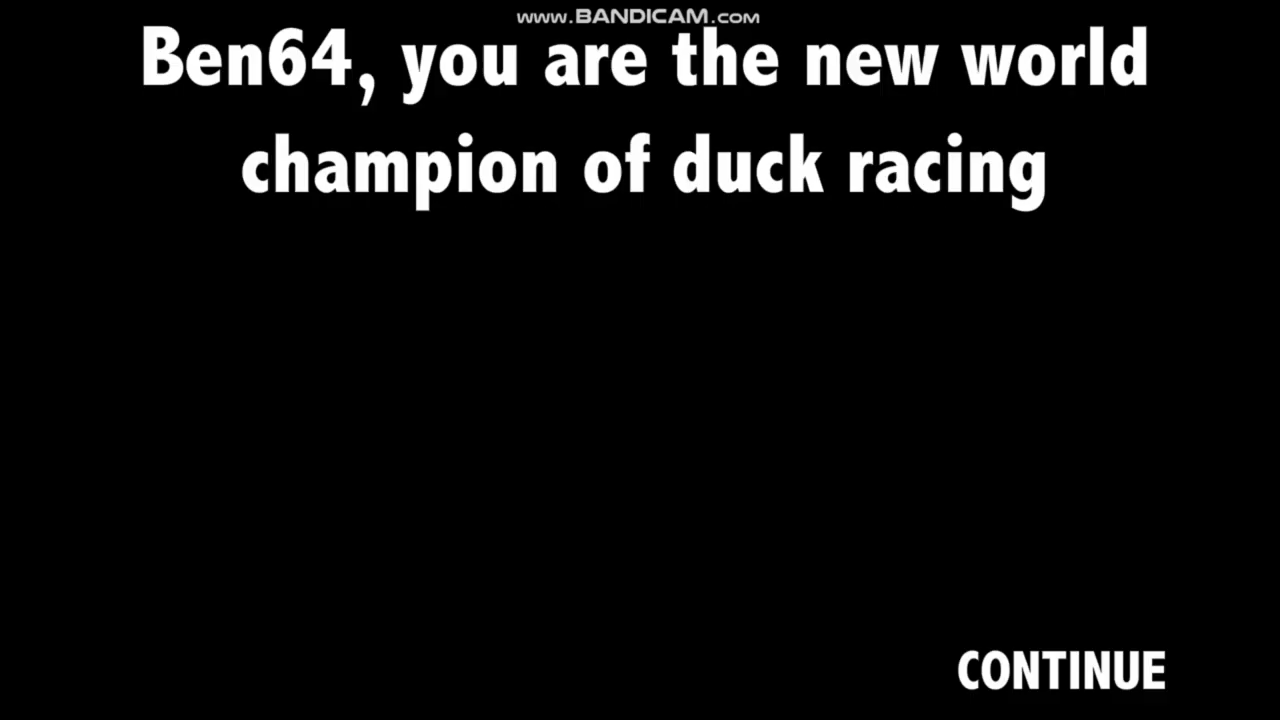 www.BANDICAM.com
Ben64, you are the new world
champion of duck racing
CONTINUE